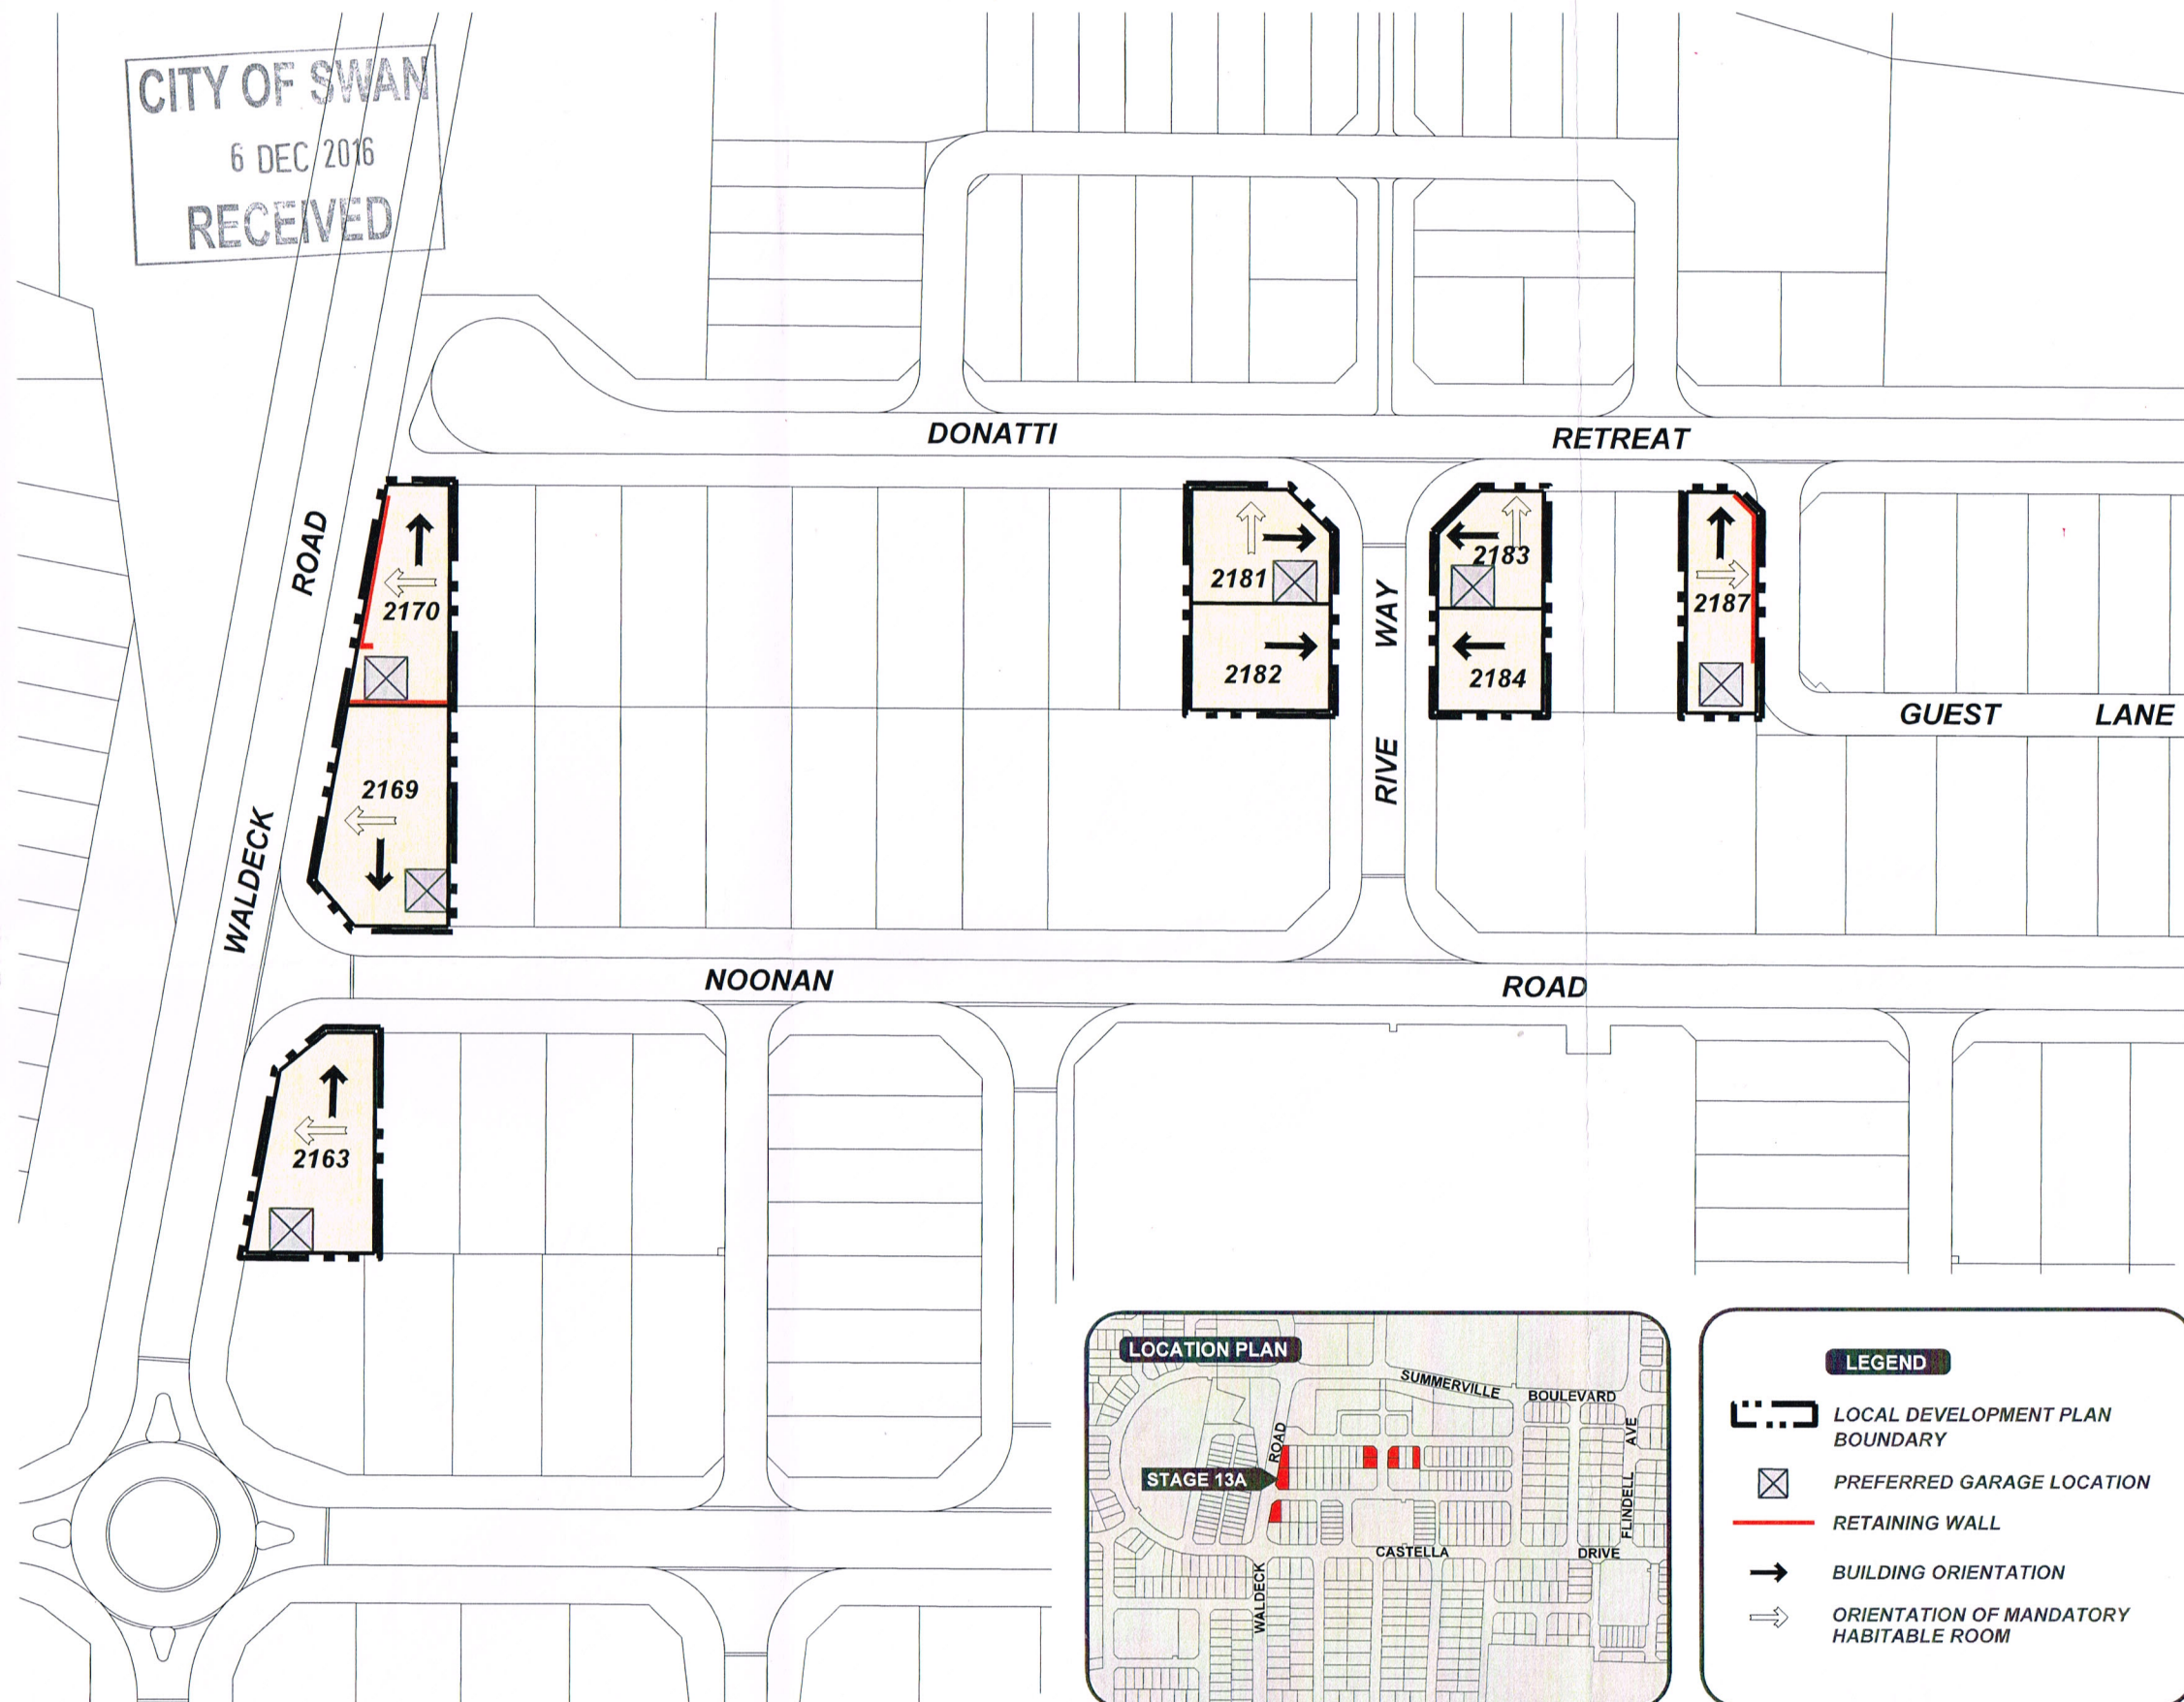 CITY OF SWAN
6 DEC 2016
RECEIVED
DONATTI
RETREAT
ROAD
2170
2181
2183
2187
2182
2184
WAY
RIVE
GUEST
LANE
2169
WALDECK
NOONAN
ROAD
2163
LOCATION PLAN
SUMMERVILLE
BOULEVARD
ROAD
AVE
STAGE 13A
FLINDELL
CASTELLA
DRIVE
WALDECK
LEGEND
LOCAL DEVELOPMENT PLAN
BOUNDARY
PREFERRED GARAGE LOCATION
RETAINING WALL
BUILDING ORIENTATION
ORIENTATION OF MANDATORY
HABITABLE ROOM